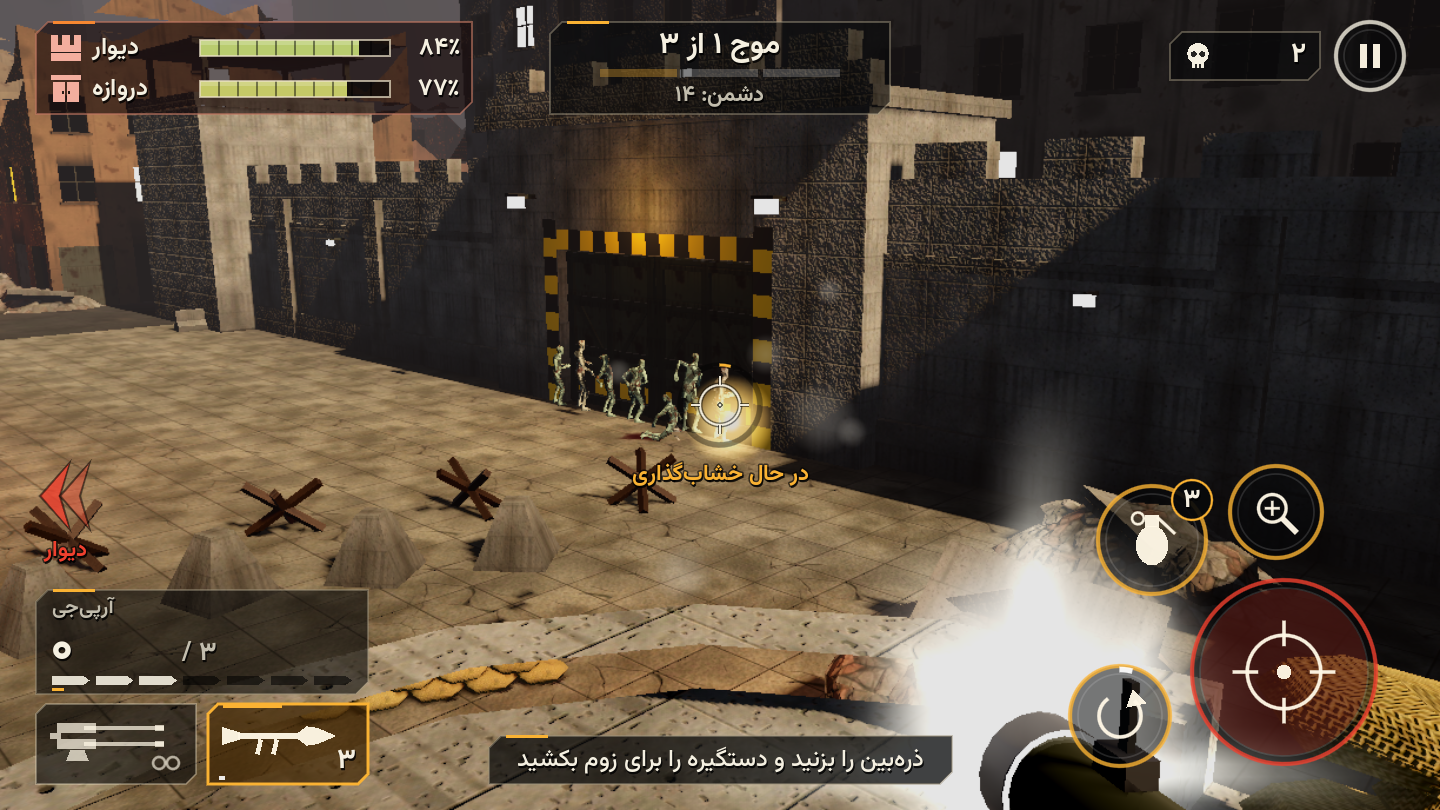 دیوار ۸۴٪
دروازه ۷۷٪
موج ۱ از ۳
دشمن: ۱۴
۲
در حال خشاب‌گذاری
دیوار
۳
آرپی‌جی
۰ / ۳
۳
∞
ذره‌بین را بزنید و دستگیره را برای زوم بکشید